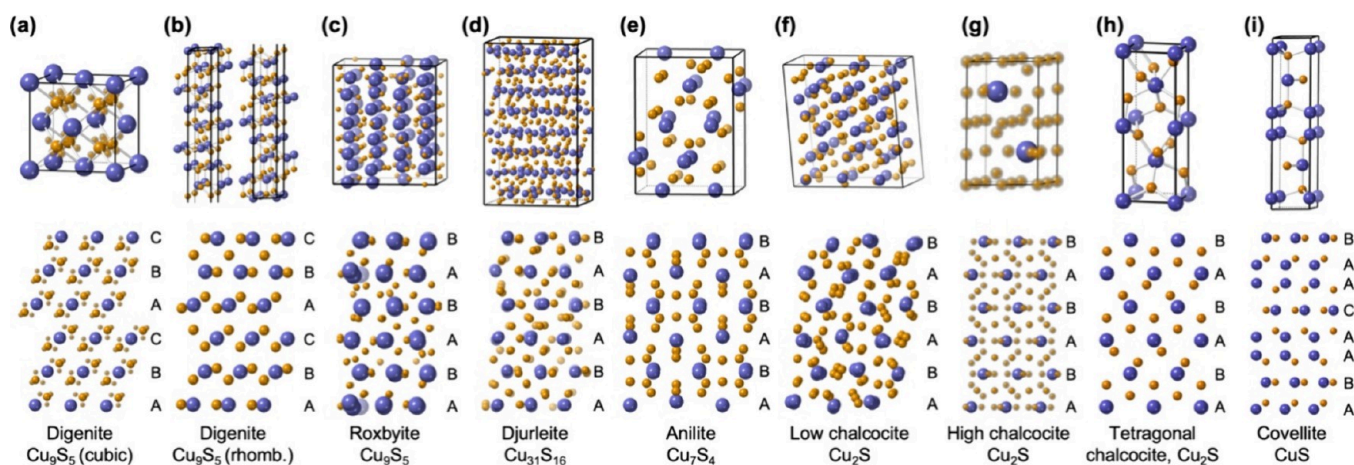 (a) (b) (c) (d) (e) (f) (g) (h) (i)
C C B B B B B B B
B B A A A A A A A
A
A A B B B B B B C
C C A A A A A A A
A
B B B B B B B B B
A A A A A A A A A
Digenite Digenite Roxbyite Djurleite Anilite Low chalcocite High chalcocite Tetragonal Covellite
Cu₉S₅ (cubic) Cu₉S₅ (rhomb.) Cu₉S₅ Cu₃₁S₁₆ Cu₇S₄ Cu₂S Cu₂S chalcocite, Cu₂S CuS